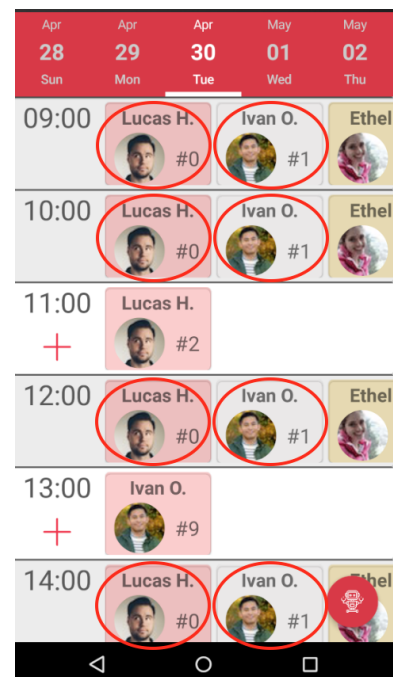 Apr Apr Apr May May
28 29 30 01 02
Sun Mon Tue Wed Thu
09:00 Lucas H. Ivan O. Ethel
#0 #1
10:00 Lucas H. Ivan O. Ethel
#0 #1
11:00 Lucas H.
+ #2
12:00 Lucas H. Ivan O. Ethel
#0 #1
13:00 Ivan O.
+ #9
14:00 Lucas H. Ivan O. thel
#0 #1